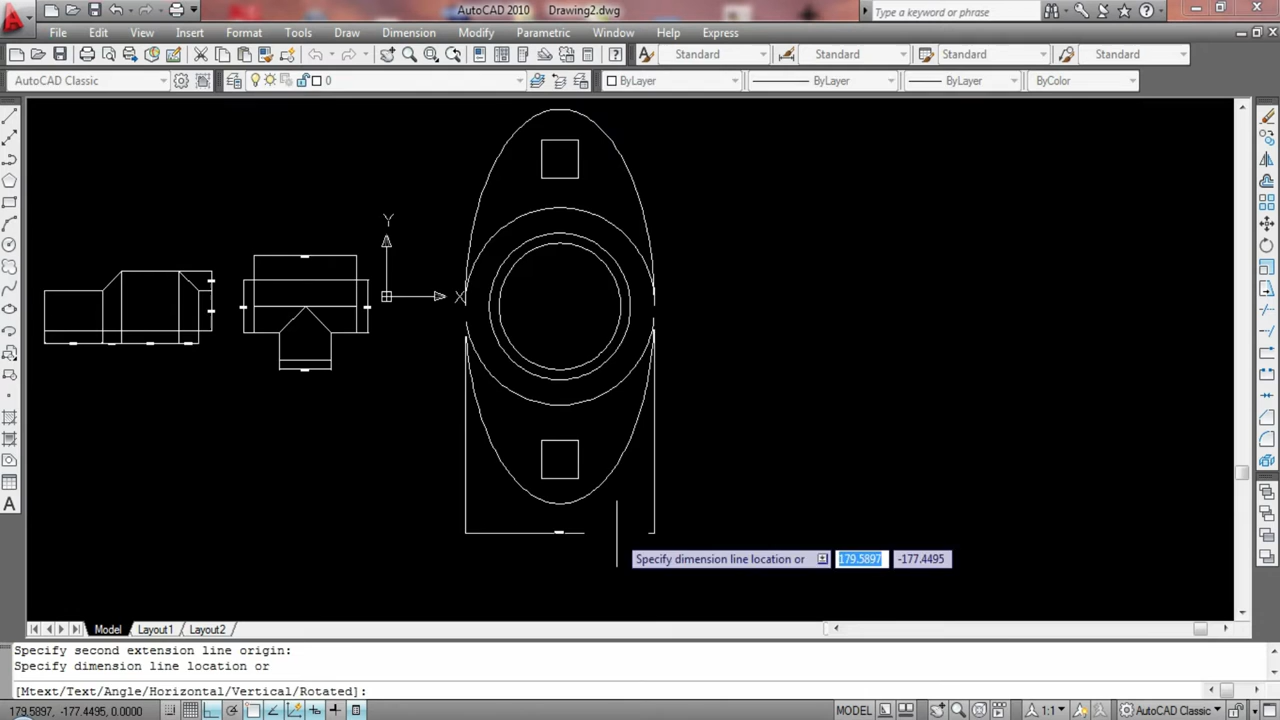 AutoCAD 2010 Drawing2.dwg Type a keyword or phrase
File Edit View Insert Format Tools Draw Dimension Modify Parametric Window Help Express
Standard Standard Standard Standard
AutoCAD Classic 0 ByLayer ByLayer ByLayer ByColor
Y
X
Specify dimension line location or 179.5897 -177.4495
Model Layout1 Layout2
Specify second extension line origin:
Specify dimension line location or
[Mtext/Text/Angle/Horizontal/Vertical/Rotated]:
179.5897, -177.4495, 0.0000 MODEL 1:1 AutoCAD Classic